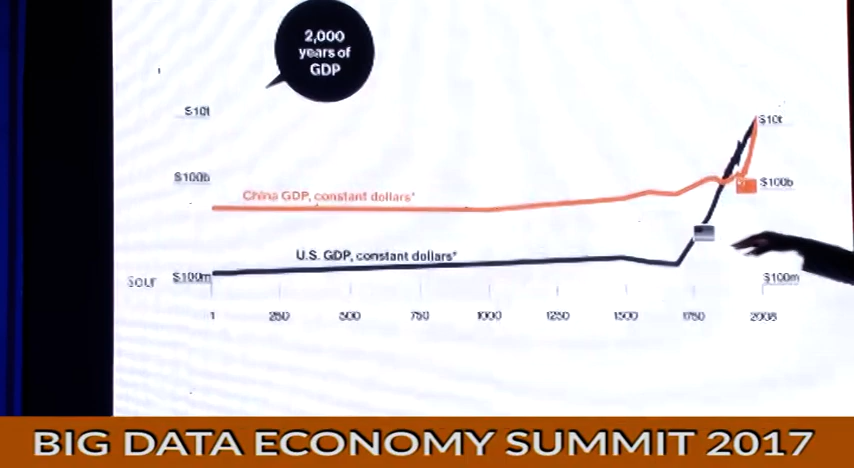 2,000
years of
GDP
$10t
$10t
$100b
$100b
China GDP, constant dollars*
U.S. GDP, constant dollars*
Sour
$100m
$100m
1 250 500 750 1000 1250 1500 1750 2008
BIG DATA ECONOMY SUMMIT 2017